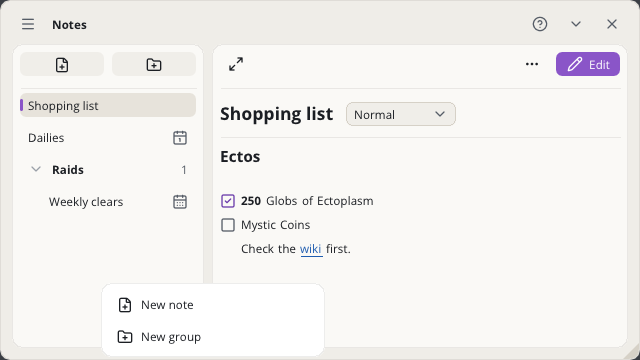 Notes
Edit
Shopping list
Dailies
Raids 1
Weekly clears
Shopping list Normal
Ectos
250 Globs of Ectoplasm
Mystic Coins
Check the wiki first.
New note
New group